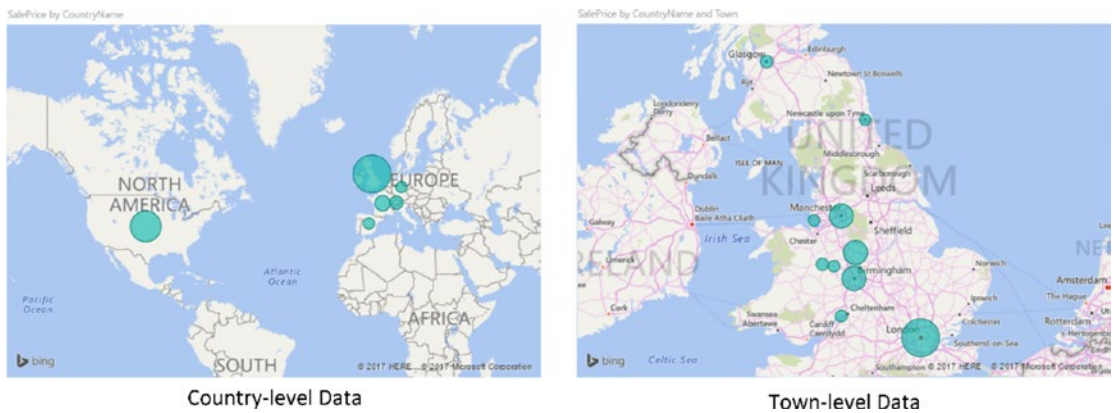 SalePrice by CountryName
NORTH
AMERICA
EUROPE
Atlantic
Ocean
Pacific
Ocean
AFRICA
SOUTH
bing
© 2017 HERE © 2017 Microsoft Corporation
Country-level Data
SalePrice by CountryName and Town
Glasgow
Edinburgh
Ayr
Newtown St Boswells
Londonderry
Derry
Newcastle upon Tyne
Belfast
UNITED
KINGDOM
ISLE OF MAN
Middlesbrough
Scarborough
Dundalk
Leeds
Dublin
Baile Atha Cliath
Manchester
Galway
Irish Sea
Chester
Sheffield
Limerick
IRELAND
Birmingham
Norwich
Amsterdam
Cork
Swansea
Abertawe
Cheltenham
Ipswich
The Hague
Colchester
Rotterdam
Cardiff
Caerdydd
London
Southend-on-Sea
Celtic Sea
Southampton
bing
© 2017 HERE © 2017 Microsoft Corporation
Town-level Data